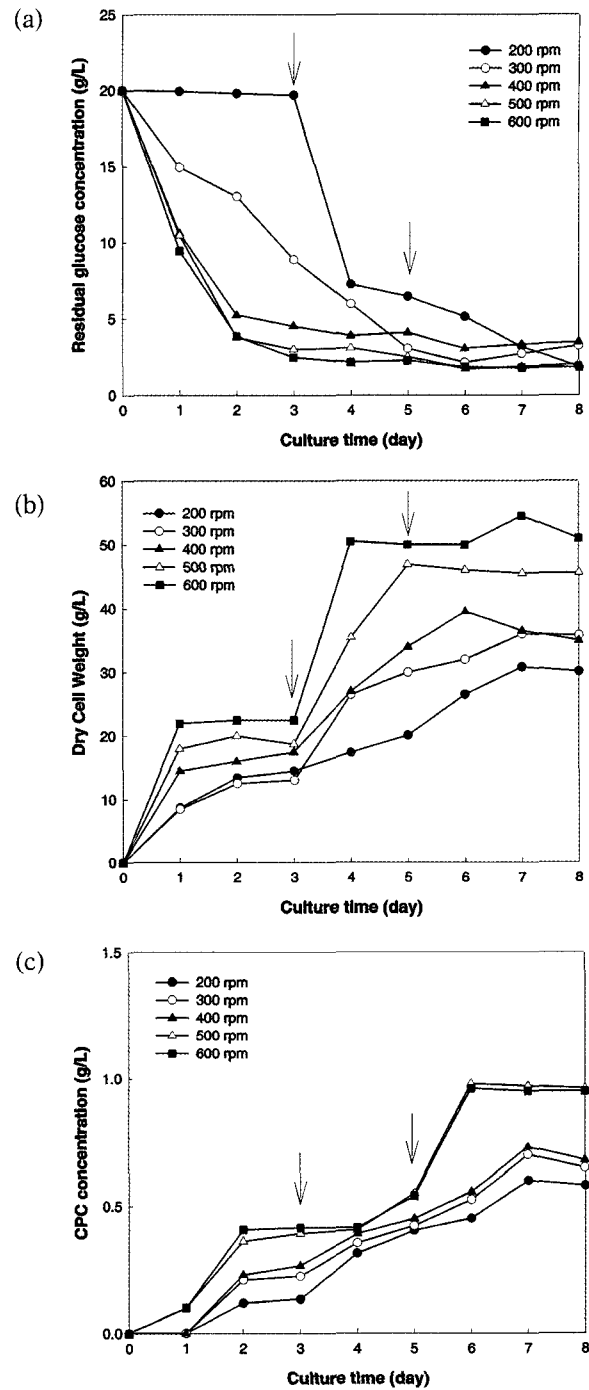 (a)
25
20
15
10
5
0
Residual glucose concentration (g/L)
200 rpm
300 rpm
400 rpm
500 rpm
600 rpm
0 1 2 3 4 5 6 7 8
Culture time (day)
(b)
60
50
40
30
20
10
0
Dry Cell Weight (g/L)
200 rpm
300 rpm
400 rpm
500 rpm
600 rpm
0 1 2 3 4 5 6 7 8
Culture time (day)
(c)
1.5
1.0
0.5
0.0
CPC concentration (g/L)
200 rpm
300 rpm
400 rpm
500 rpm
600 rpm
0 1 2 3 4 5 6 7 8
Culture time (day)